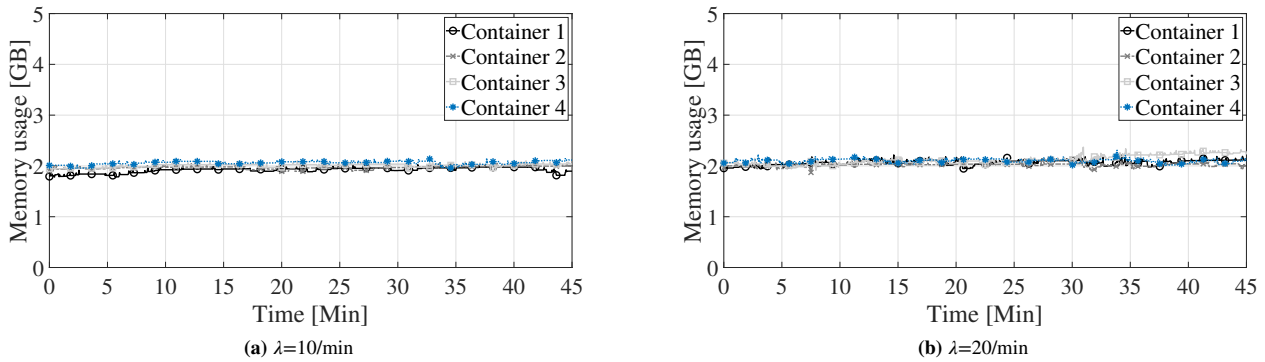 5
4
3
2
1
0
Memory usage [GB]
Container 1
Container 2
Container 3
Container 4
0 5 10 15 20 25 30 35 40 45
Time [Min]
(a) λ=10/min
5
4
3
2
1
0
Memory usage [GB]
Container 1
Container 2
Container 3
Container 4
0 5 10 15 20 25 30 35 40 45
Time [Min]
(b) λ=20/min